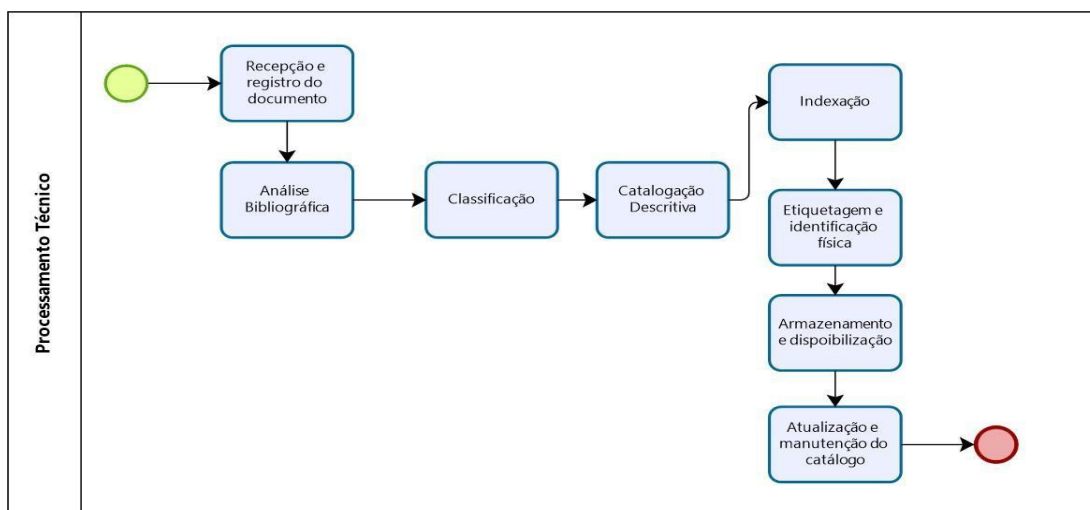 Processamento Técnico
Recepção e
registro do
documento
Análise
Bibliográfica
Classificação
Catalogação
Descritiva
Indexação
Etiquetagem e
identificação
física
Armazenamento
e dispoibilização
Atualização e
manutenção do
catálogo